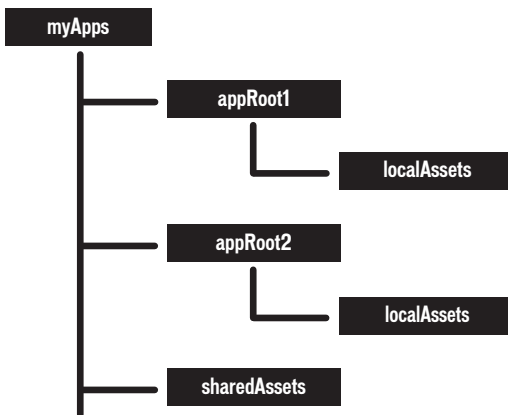 myApps
appRoot1
localAssets
appRoot2
localAssets
sharedAssets